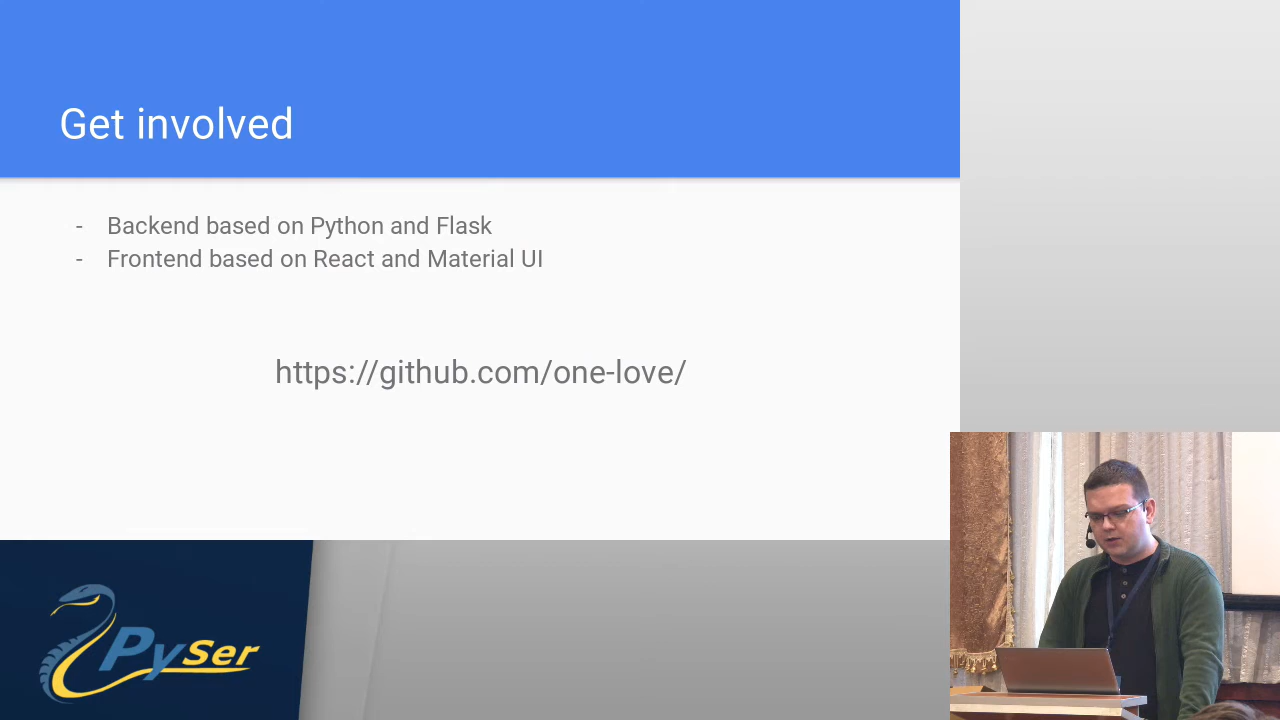 Get involved
- Backend based on Python and Flask
- Frontend based on React and Material UI
https://github.com/one-love/
PySer